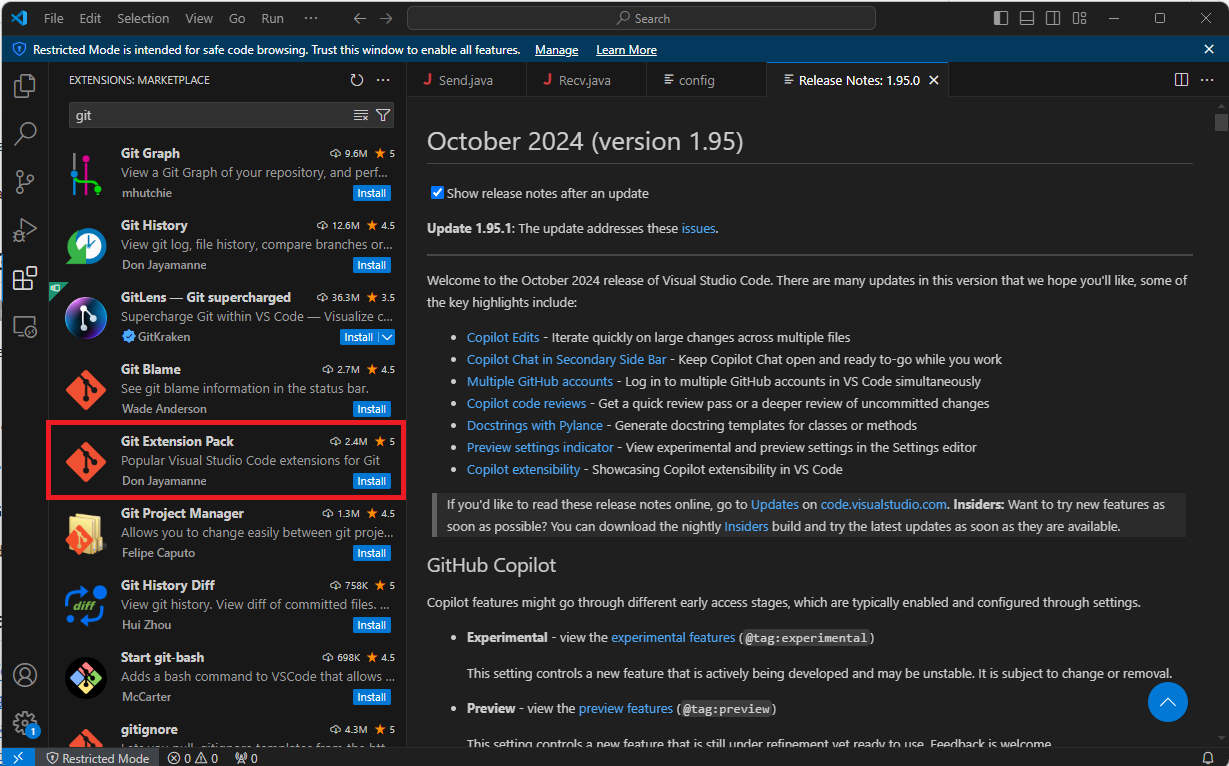 File Edit Selection View Go Run ··· Search
Restricted Mode is intended for safe code browsing. Trust this window to enable all features. Manage Learn More
EXTENSIONS: MARKETPLACE
git
Git Graph 9.6M 5
View a Git Graph of your repository, and perf...
mhutchie Install
Git History 12.6M 4.5
View git log, file history, compare branches or...
Don Jayamanne Install
GitLens — Git supercharged 36.3M 3.5
Supercharge Git within VS Code — Visualize c...
GitKraken Install
Git Blame 2.7M 4.5
See git blame information in the status bar.
Wade Anderson Install
Git Extension Pack 2.4M 5
Popular Visual Studio Code extensions for Git
Don Jayamanne Install
Git Project Manager 1.3M 4.5
Allows you to change easily between git proje...
Felipe Caputo Install
diff
Git History Diff 758K 5
View git history. View diff of committed files. ...
Hui Zhou Install
Start git-bash 698K 4.5
Adds a bash command to VSCode that allows ...
McCarter Install
gitignore 4.3M 5
Lets you pull .gitignore templates from the htt...
J Send.java J Recv.java config Release Notes: 1.95.0
October 2024 (version 1.95)
Show release notes after an update
Update 1.95.1: The update addresses these issues.
Welcome to the October 2024 release of Visual Studio Code. There are many updates in this version that we hope you'll like, some of
the key highlights include:
• Copilot Edits - Iterate quickly on large changes across multiple files
• Copilot Chat in Secondary Side Bar - Keep Copilot Chat open and ready to-go while you work
• Multiple GitHub accounts - Log in to multiple GitHub accounts in VS Code simultaneously
• Copilot code reviews - Get a quick review pass or a deeper review of uncommitted changes
• Docstrings with Pylance - Generate docstring templates for classes or methods
• Preview settings indicator - View experimental and preview settings in the Settings editor
• Copilot extensibility - Showcasing Copilot extensibility in VS Code
If you'd like to read these release notes online, go to Updates on code.visualstudio.com. Insiders: Want to try new features as
soon as possible? You can download the nightly Insiders build and try the latest updates as soon as they are available.
GitHub Copilot
Copilot features might go through different early access stages, which are typically enabled and configured through settings.
• Experimental - view the experimental features (@tag:experimental)
This setting controls a new feature that is actively being developed and may be unstable. It is subject to change or removal.
• Preview - view the preview features (@tag:preview)
This setting controls a new feature that is still under refinement yet ready to use. Feedback is welcome.
1
Restricted Mode 0 0 0